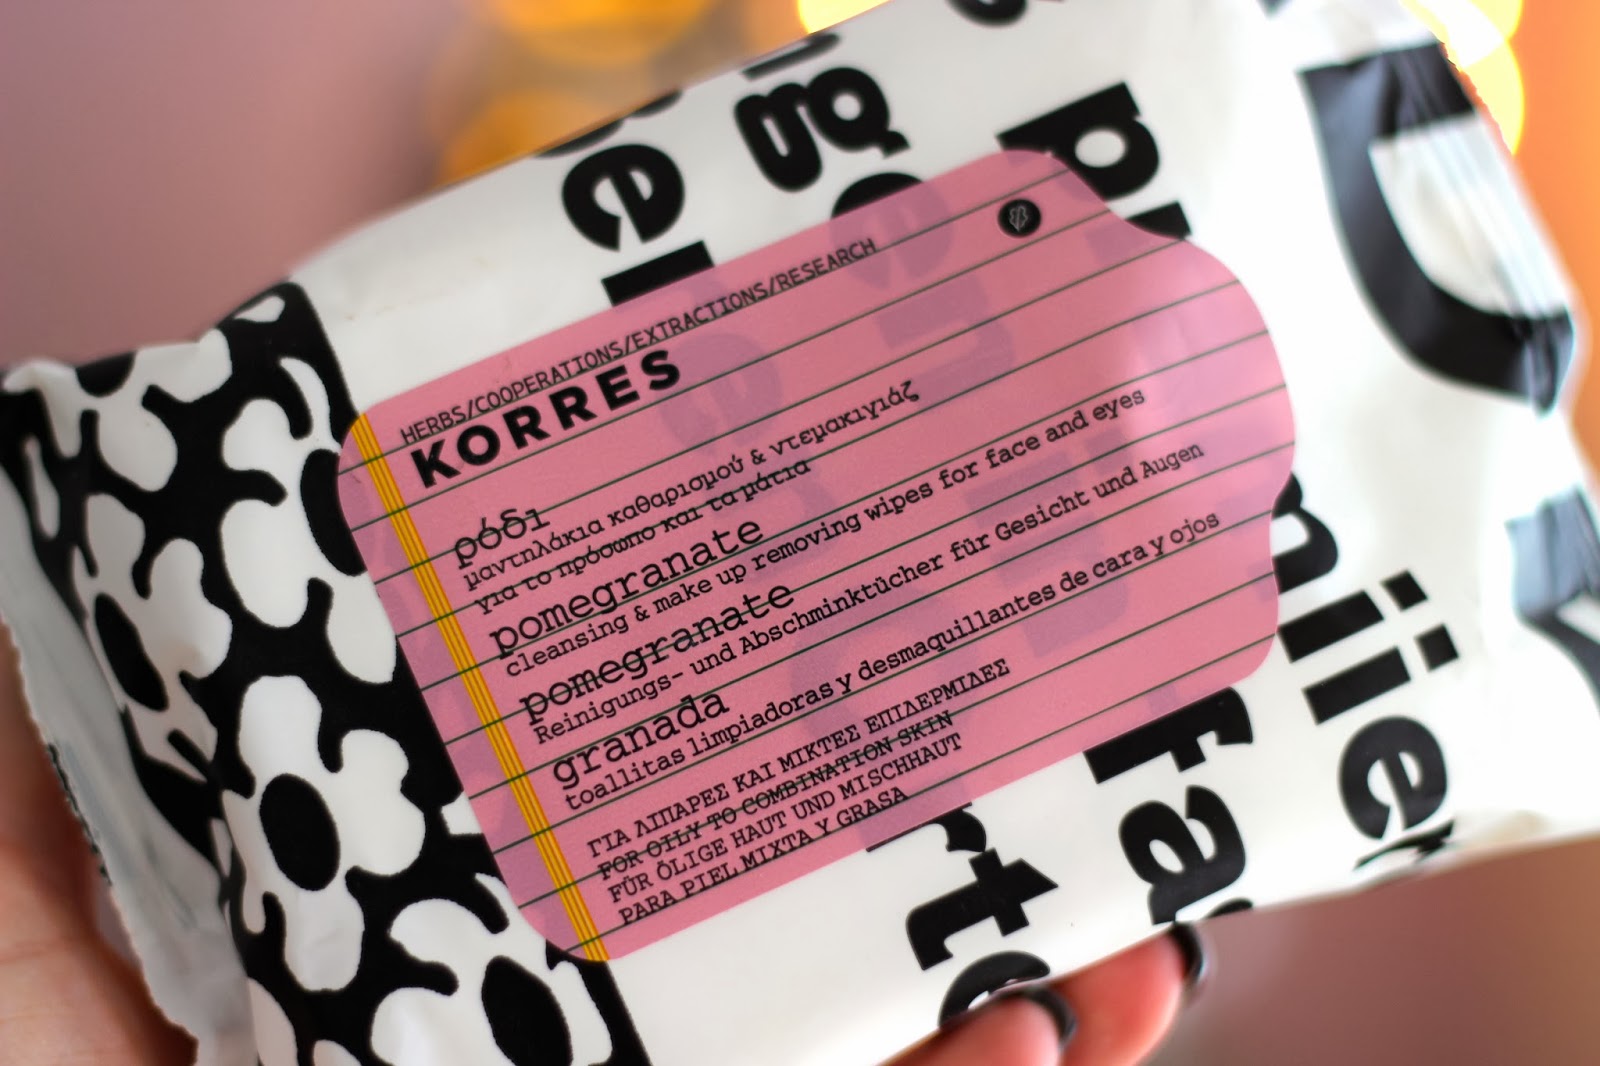 HERBS/COOPERATIONS/EXTRACTIONS/RESEARCH
KORRES
ρόδι
μαντηλάκια καθαρισμού & ντεμακιγιάζ
για το πρόσωπο και τα μάτια
pomegranate
cleansing & make up removing wipes for face and eyes
pomegranate
Reinigungs- und Abschminktücher für Gesicht und Augen
granada
toallitas limpiadoras y desmaquillantes de cara y ojos
ΓΙΑ ΛΙΠΑΡΕΣ ΚΑΙ ΜΙΚΤΕΣ ΕΠΙΔΕΡΜΙΔΕΣ
FOR OILY TO COMBINATION SKIN
FÜR ÖLIGE HAUT UND MISCHHAUT
PARA PIEL MIXTA Y GRASA